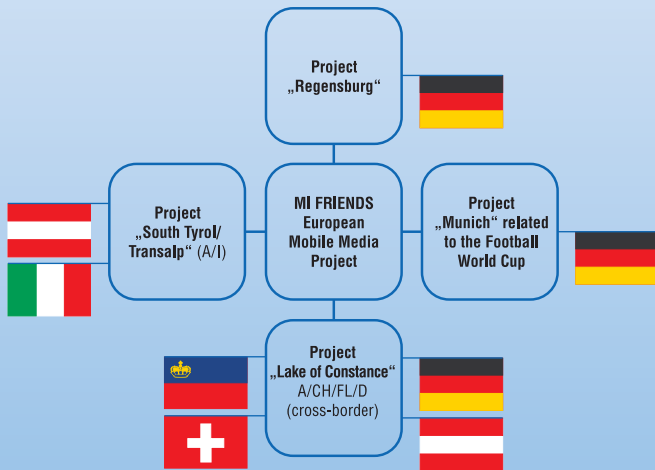 Project
„Regensburg“
Project
„South Tyrol/
Transalp“ (A/I)
MI FRIENDS
European
Mobile Media
Project
Project
„Munich“ related
to the Football
World Cup
Project
„Lake of Constance“
A/CH/FL/D
(cross-border)